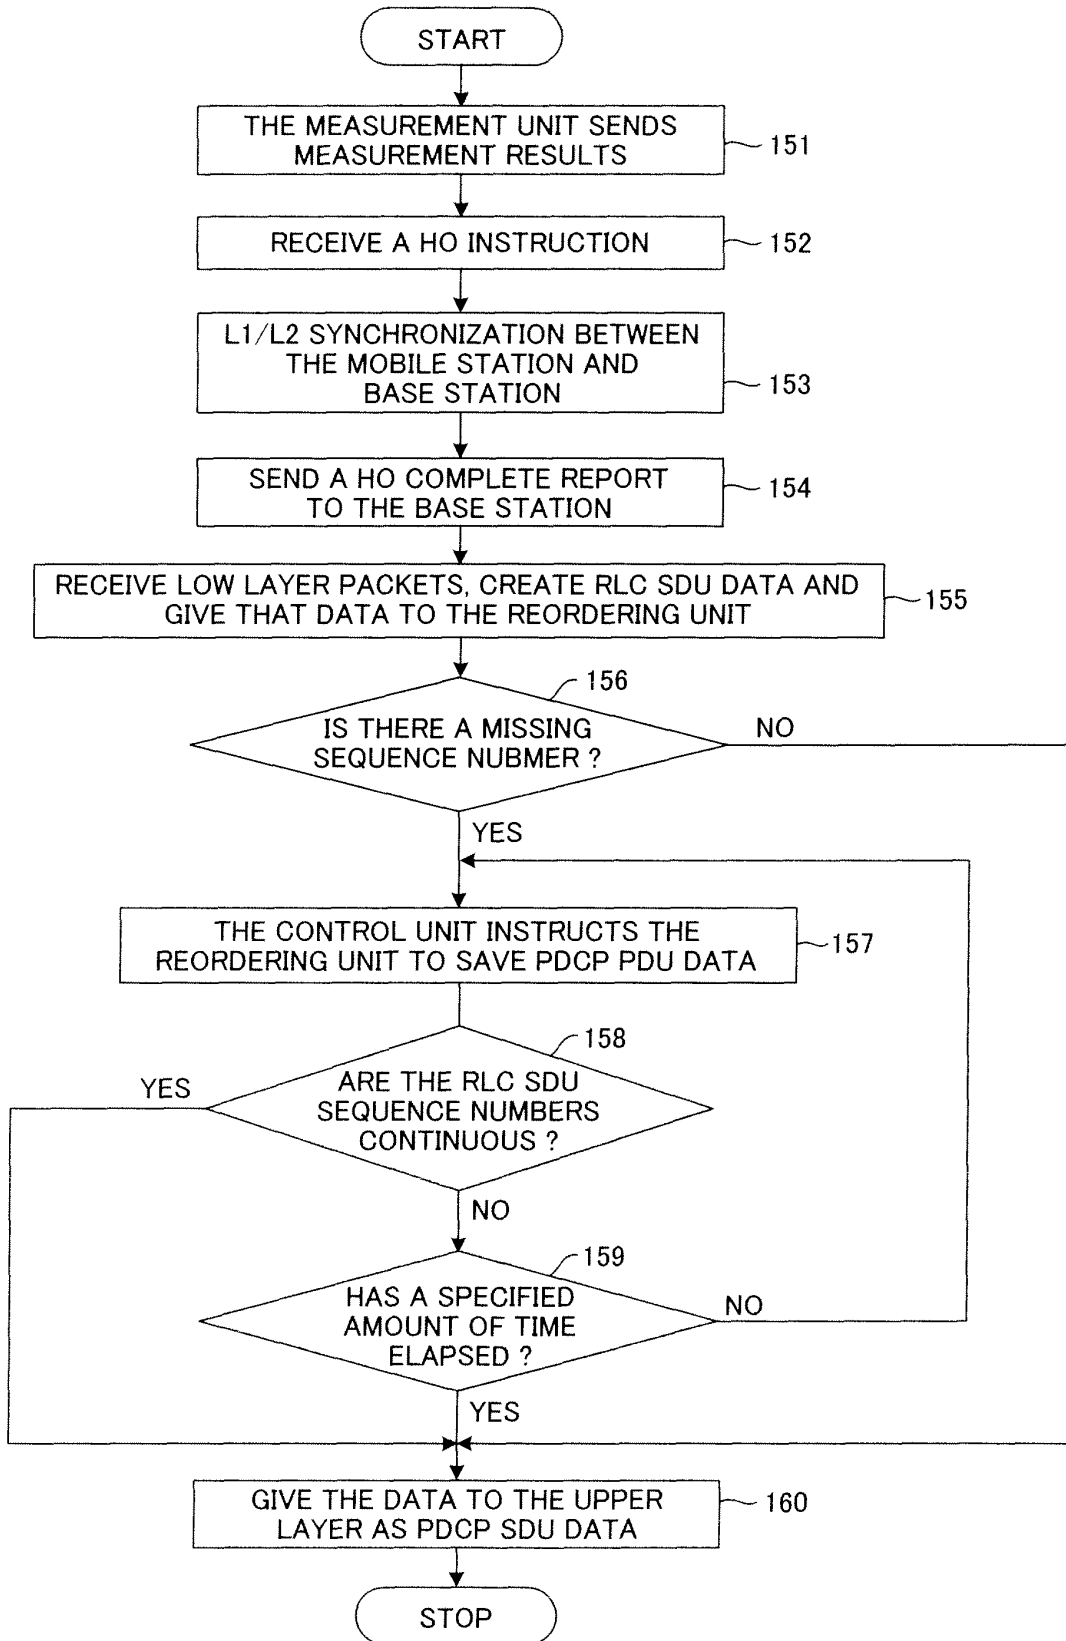 START
THE MEASUREMENT UNIT SENDS
MEASUREMENT RESULTS
151
RECEIVE A HO INSTRUCTION
152
L1/L2 SYNCHRONIZATION BETWEEN
THE MOBILE STATION AND
BASE STATION
153
SEND A HO COMPLETE REPORT
TO THE BASE STATION
154
RECEIVE LOW LAYER PACKETS, CREATE RLC SDU DATA AND
GIVE THAT DATA TO THE REORDERING UNIT
155
156
IS THERE A MISSING
SEQUENCE NUBMER ?
NO
YES
THE CONTROL UNIT INSTRUCTS THE
REORDERING UNIT TO SAVE PDCP PDU DATA
157
158
YES
ARE THE RLC SDU
SEQUENCE NUMBERS
CONTINUOUS ?
NO
159
HAS A SPECIFIED
AMOUNT OF TIME
ELAPSED ?
NO
YES
GIVE THE DATA TO THE UPPER
LAYER AS PDCP SDU DATA
160
STOP